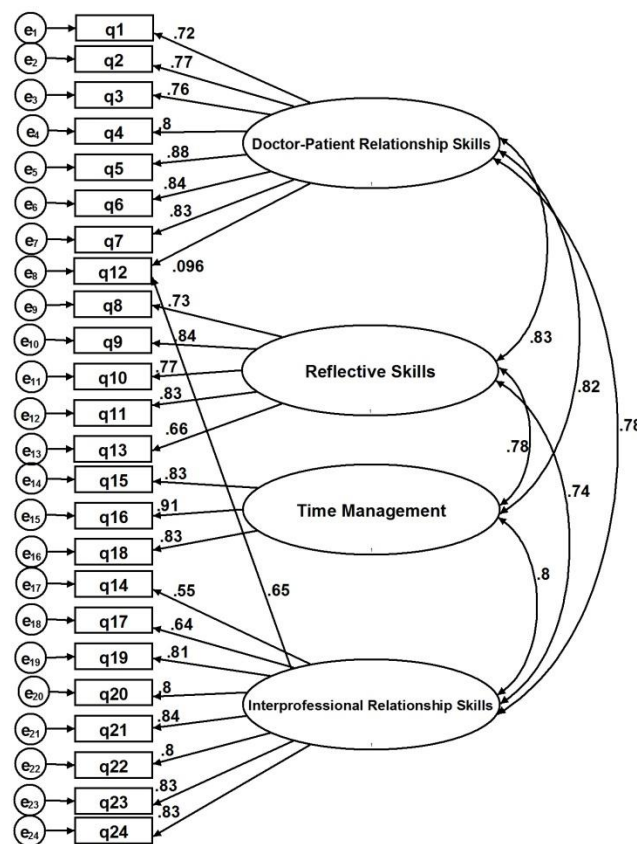 e1 q1 .72
e2 q2 .77
e3 q3 .76
e4 q4 .8 Doctor-Patient Relationship Skills
e5 q5 .88
e6 q6 .84
e7 q7 .83
e8 q12 .096
e9 q8 .73
e10 q9 .84 .83
e11 q10 .77 Reflective Skills
e12 q11 .83 .82
e13 q13 .66 .78 .78
e14 q15 .83 .74
e15 q16 .91 Time Management
e16 q18 .83
e17 q14 .55 .65 .8
e18 q17 .64
e19 q19 .81
e20 q20 .8 Interprofessional Relationship Skills
e21 q21 .84
e22 q22 .8
e23 q23 .83
e24 q24 .83